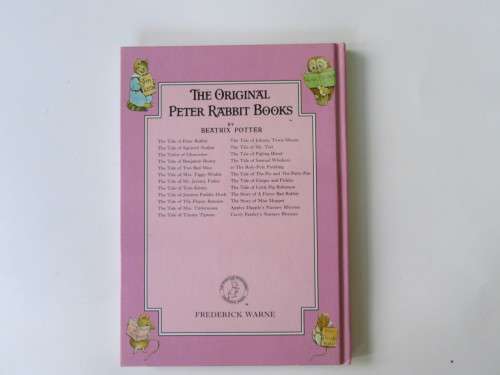 THE ORIGINAL
PETER RABBIT BOOKS
BY
BEATRIX POTTER
The Tale of Peter Rabbit
The Tale of Squirrel Nutkin
The Tailor of Gloucester
The Tale of Benjamin Bunny
The Tale of Two Bad Mice
The Tale of Mrs. Tiggy-Winkle
The Tale of Mr. Jeremy Fisher
The Tale of Tom Kitten
The Tale of Jemima Puddle-Duck
The Tale of The Flopsy Bunnies
The Tale of Mrs. Tittlemouse
The Tale of Timmy Tiptoes
The Tale of Johnny Town-Mouse
The Tale of Mr. Tod
The Tale of Pigling Bland
The Tale of Samuel Whiskers
or The Roly-Poly Pudding
The Tale of The Pie and The Patty-Pan
The Tale of Ginger and Pickles
The Tale of Little Pig Robinson
The Story of A Fierce Bad Rabbit
The Story of Miss Moppet
Appley Dapply's Nursery Rhymes
Cecily Parsley's Nursery Rhymes
FREDERICK WARNE